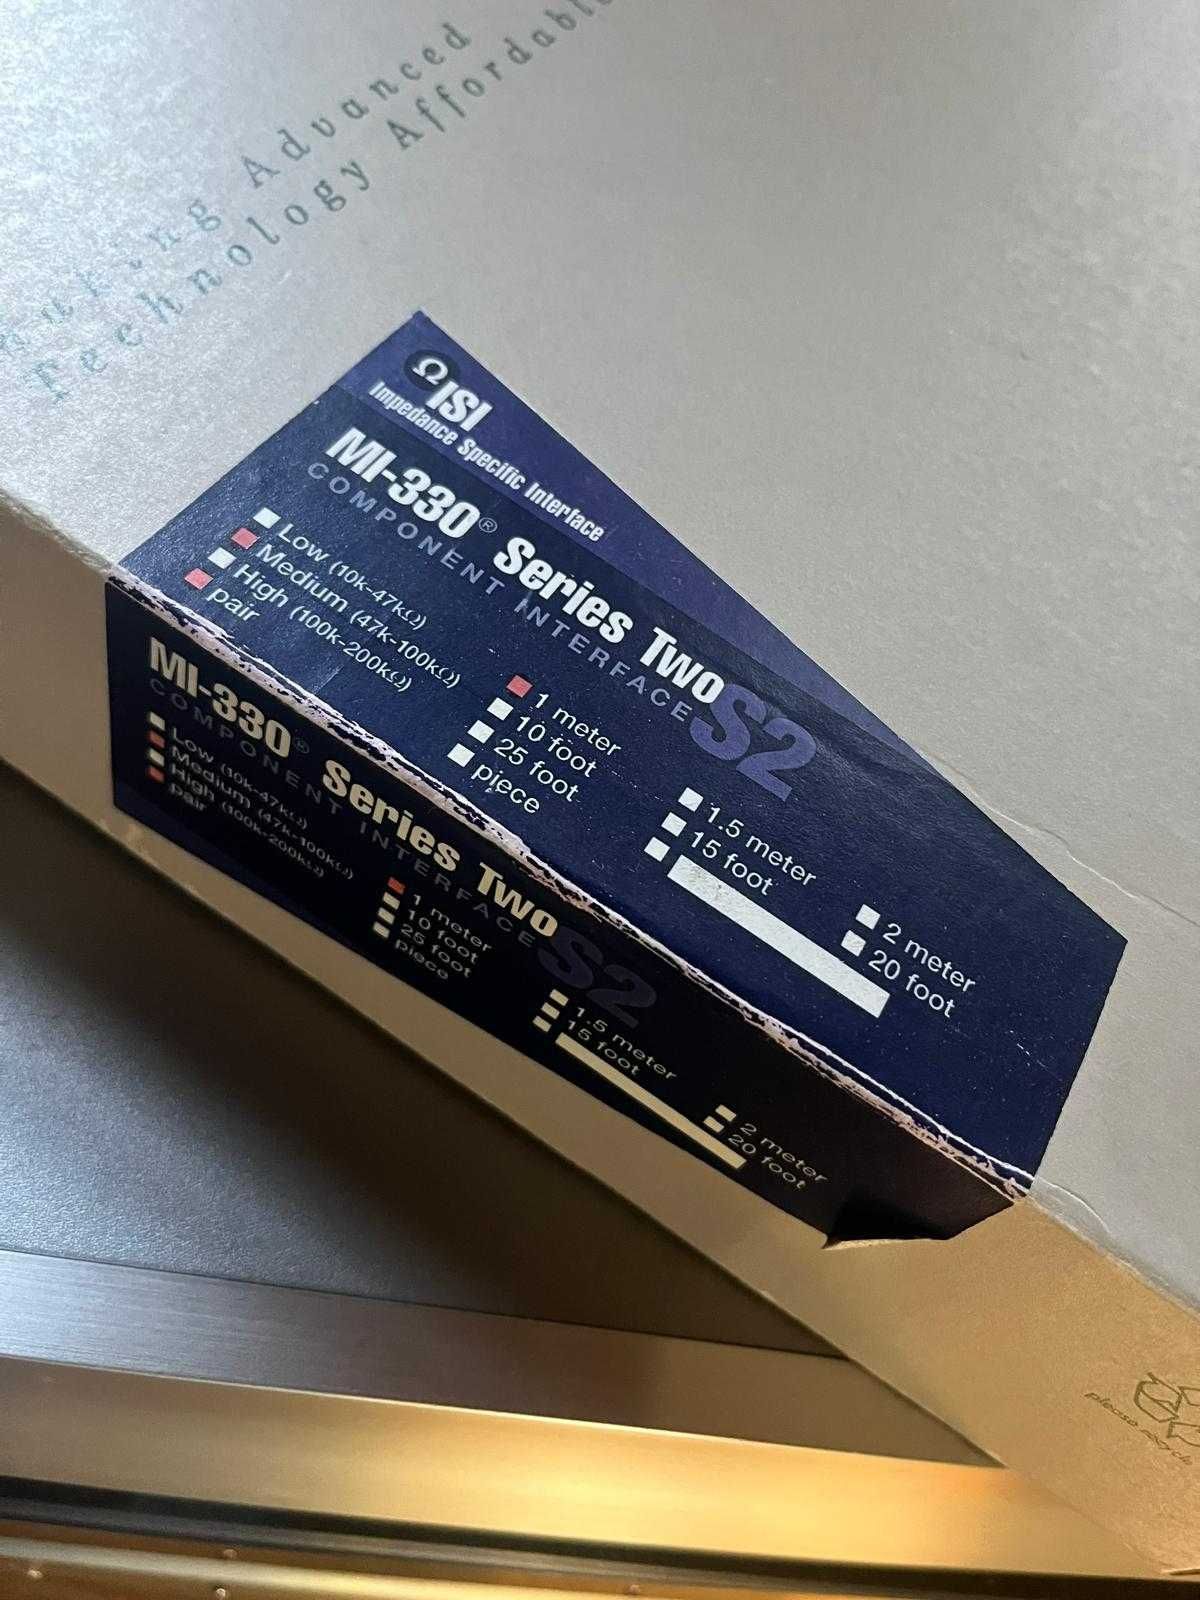 Advanced
Technology Affordable
Ω ISI
Impedance Specific Interface
MI-330® Series Two S2
COMPONENT INTERFACE
Low (10k-47kΩ)
Medium (47k-100kΩ)
High (100k-200kΩ)
pair
1 meter
10 foot
25 foot
piece
1.5 meter
15 foot
2 meter
20 foot
MI-330® Series Two S2
COMPONENT INTERFACE
Low (10k-47kΩ)
Medium (47k-100kΩ)
High (100k-200kΩ)
pair
1 meter
10 foot
25 foot
piece
1.5 meter
15 foot
2 meter
20 foot
please